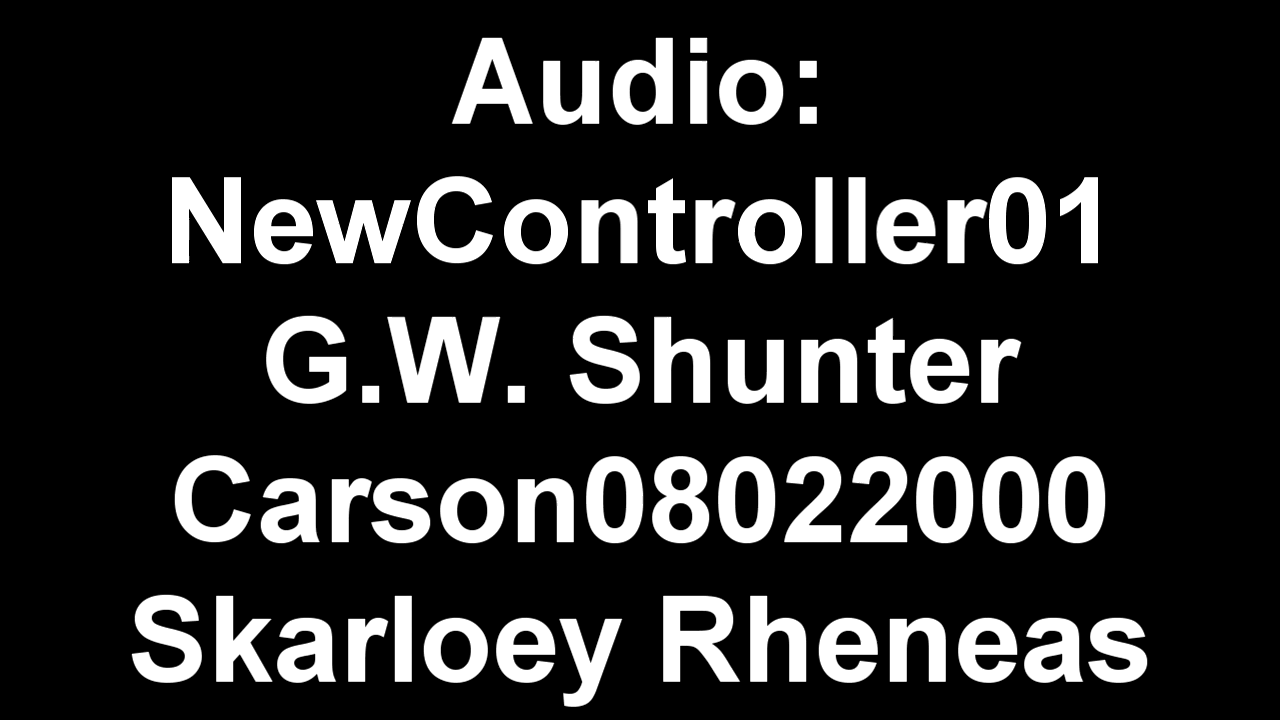 Audio:
NewController01
G.W. Shunter
Carson08022000
Skarloey Rheneas